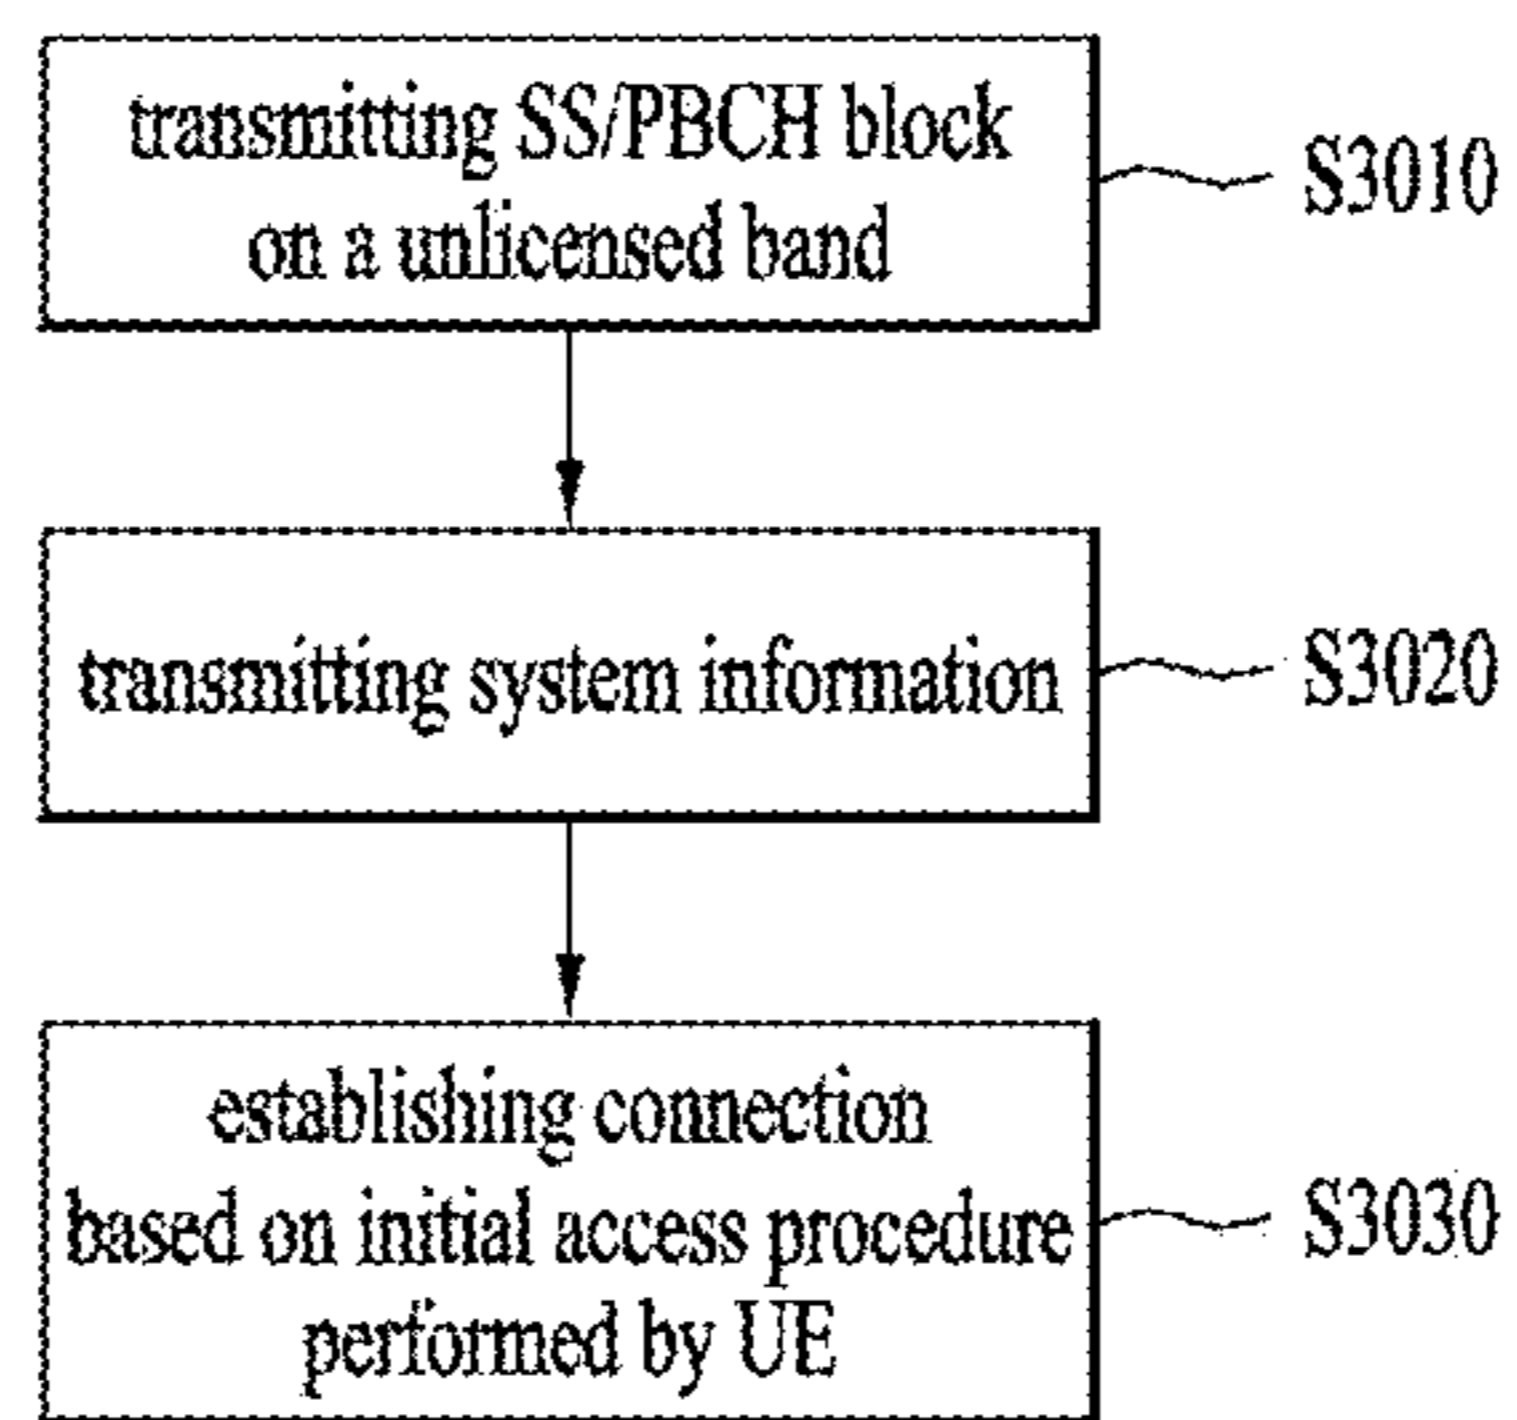 transmitting SS/PBCH block
on a unlicensed band
S3010
transmitting system information
S3020
establishing connection
based on initial access procedure
performed by UE
S3030